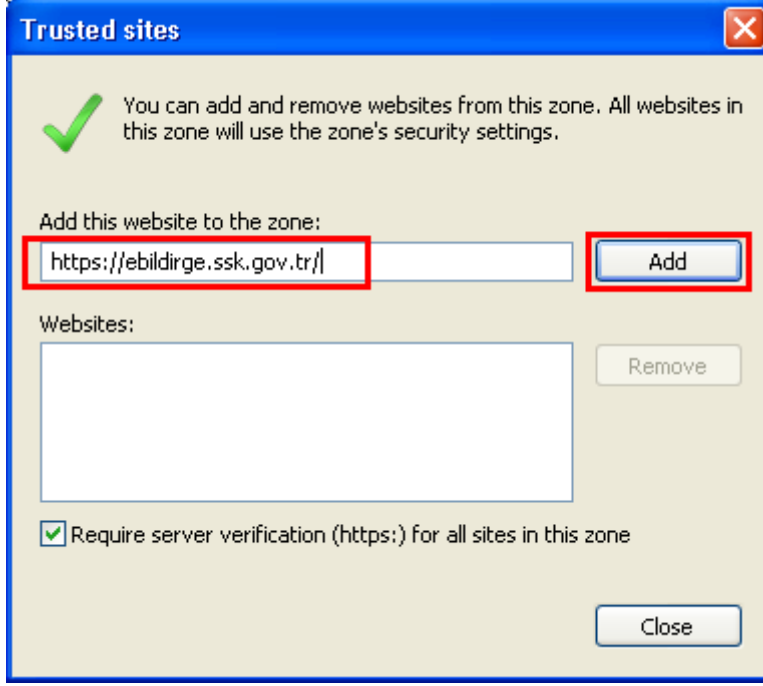 Trusted sites
You can add and remove websites from this zone. All websites in
this zone will use the zone's security settings.
Add this website to the zone:
https://ebildirge.ssk.gov.tr/
Add
Websites:
Remove
Require server verification (https:) for all sites in this zone
Close